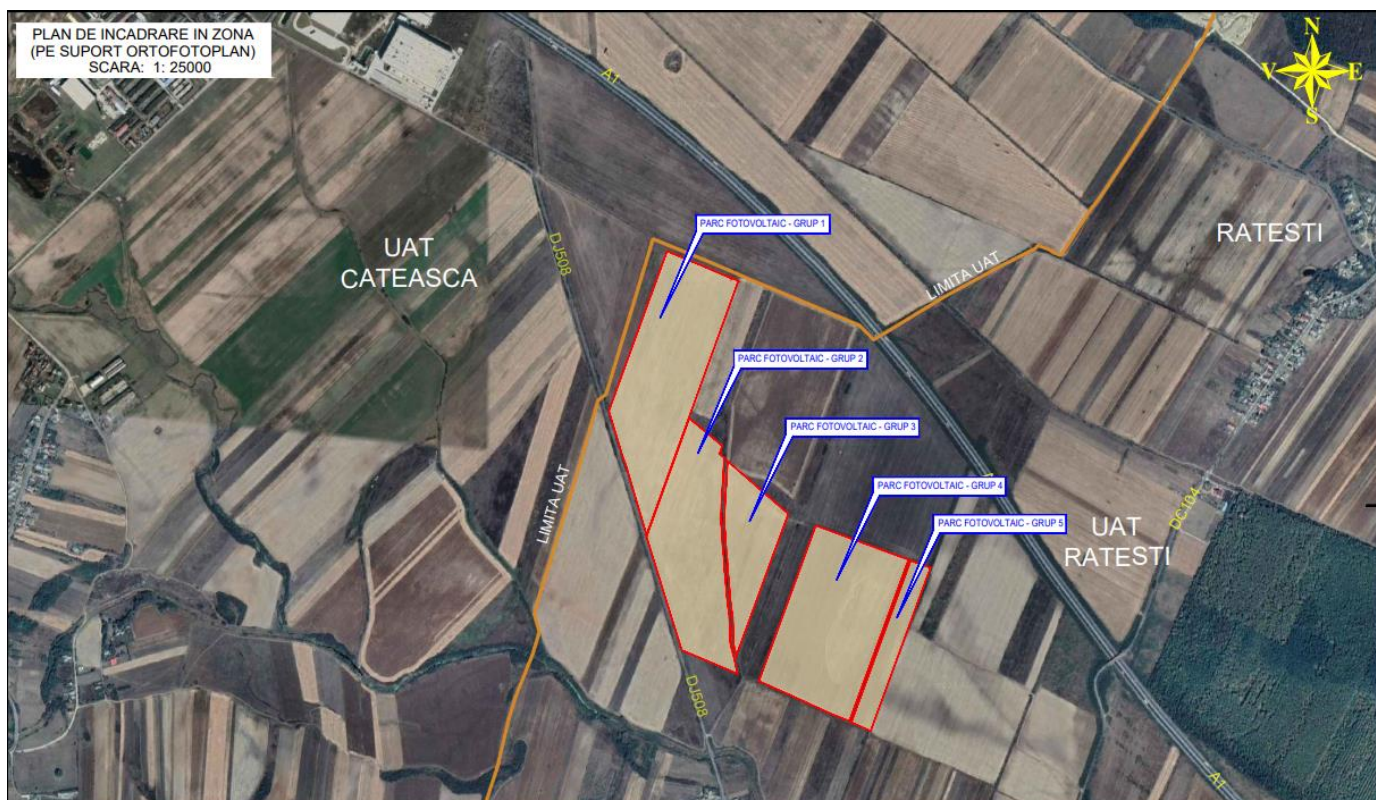 PLAN DE INCADRARE IN ZONA
(PE SUPORT ORTOFOTOPLAN)
SCARA: 1: 25000
N
V
E
S
A1
PARC FOTOVOLTAIC - GRUP 1
RATESTI
UAT
CATEASCA
DJ508
LIMITA UAT
PARC FOTOVOLTAIC - GRUP 2
PARC FOTOVOLTAIC - GRUP 3
PARC FOTOVOLTAIC - GRUP 4
PARC FOTOVOLTAIC - GRUP 5
LIMITA UAT
DC104
UAT
RATESTI
DJ508
A1